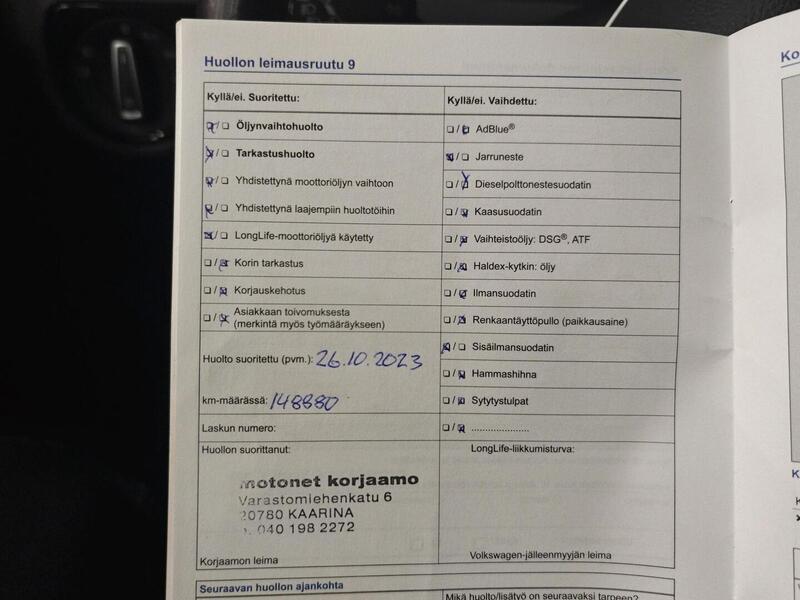 Huollon leimausruutu 9
Kyllä/ei. Suoritettu:
Öljynvaihtohuolto
Tarkastushuolto
Yhdistettynä moottoriöljyn vaihtoon
Yhdistettynä laajempiin huoltotöihin
LongLife-moottoriöljyä käytetty
Korin tarkastus
Korjauskehotus
Asiakkaan toivomuksesta
(merkintä myös työmääräykseen)
Huolto suoritettu (pvm.): 26.10.2023
km-määrässä: 148880
Laskun numero:
Huollon suorittanut:
motonet korjaamo
Varastomiehenkatu 6
20780 KAARINA
040 198 2272
Korjaamon leima
Kyllä/ei. Vaihdettu:
AdBlue®
Jarruneste
Dieselpolttonestesuodatin
Kaasusuodatin
Vaihteistoöljy: DSG®, ATF
Haldex-kytkin: öljy
Ilmansuodatin
Renkaantäyttöpullo (paikkausaine)
Sisäilmansuodatin
Hammashihna
Sytytystulpat
.....................
LongLife-liikkumisturva:
Volkswagen-jälleenmyyjän leima
Seuraavan huollon ajankohta
Mikä huolto/lisätyö on seuraavaksi tarpeen?